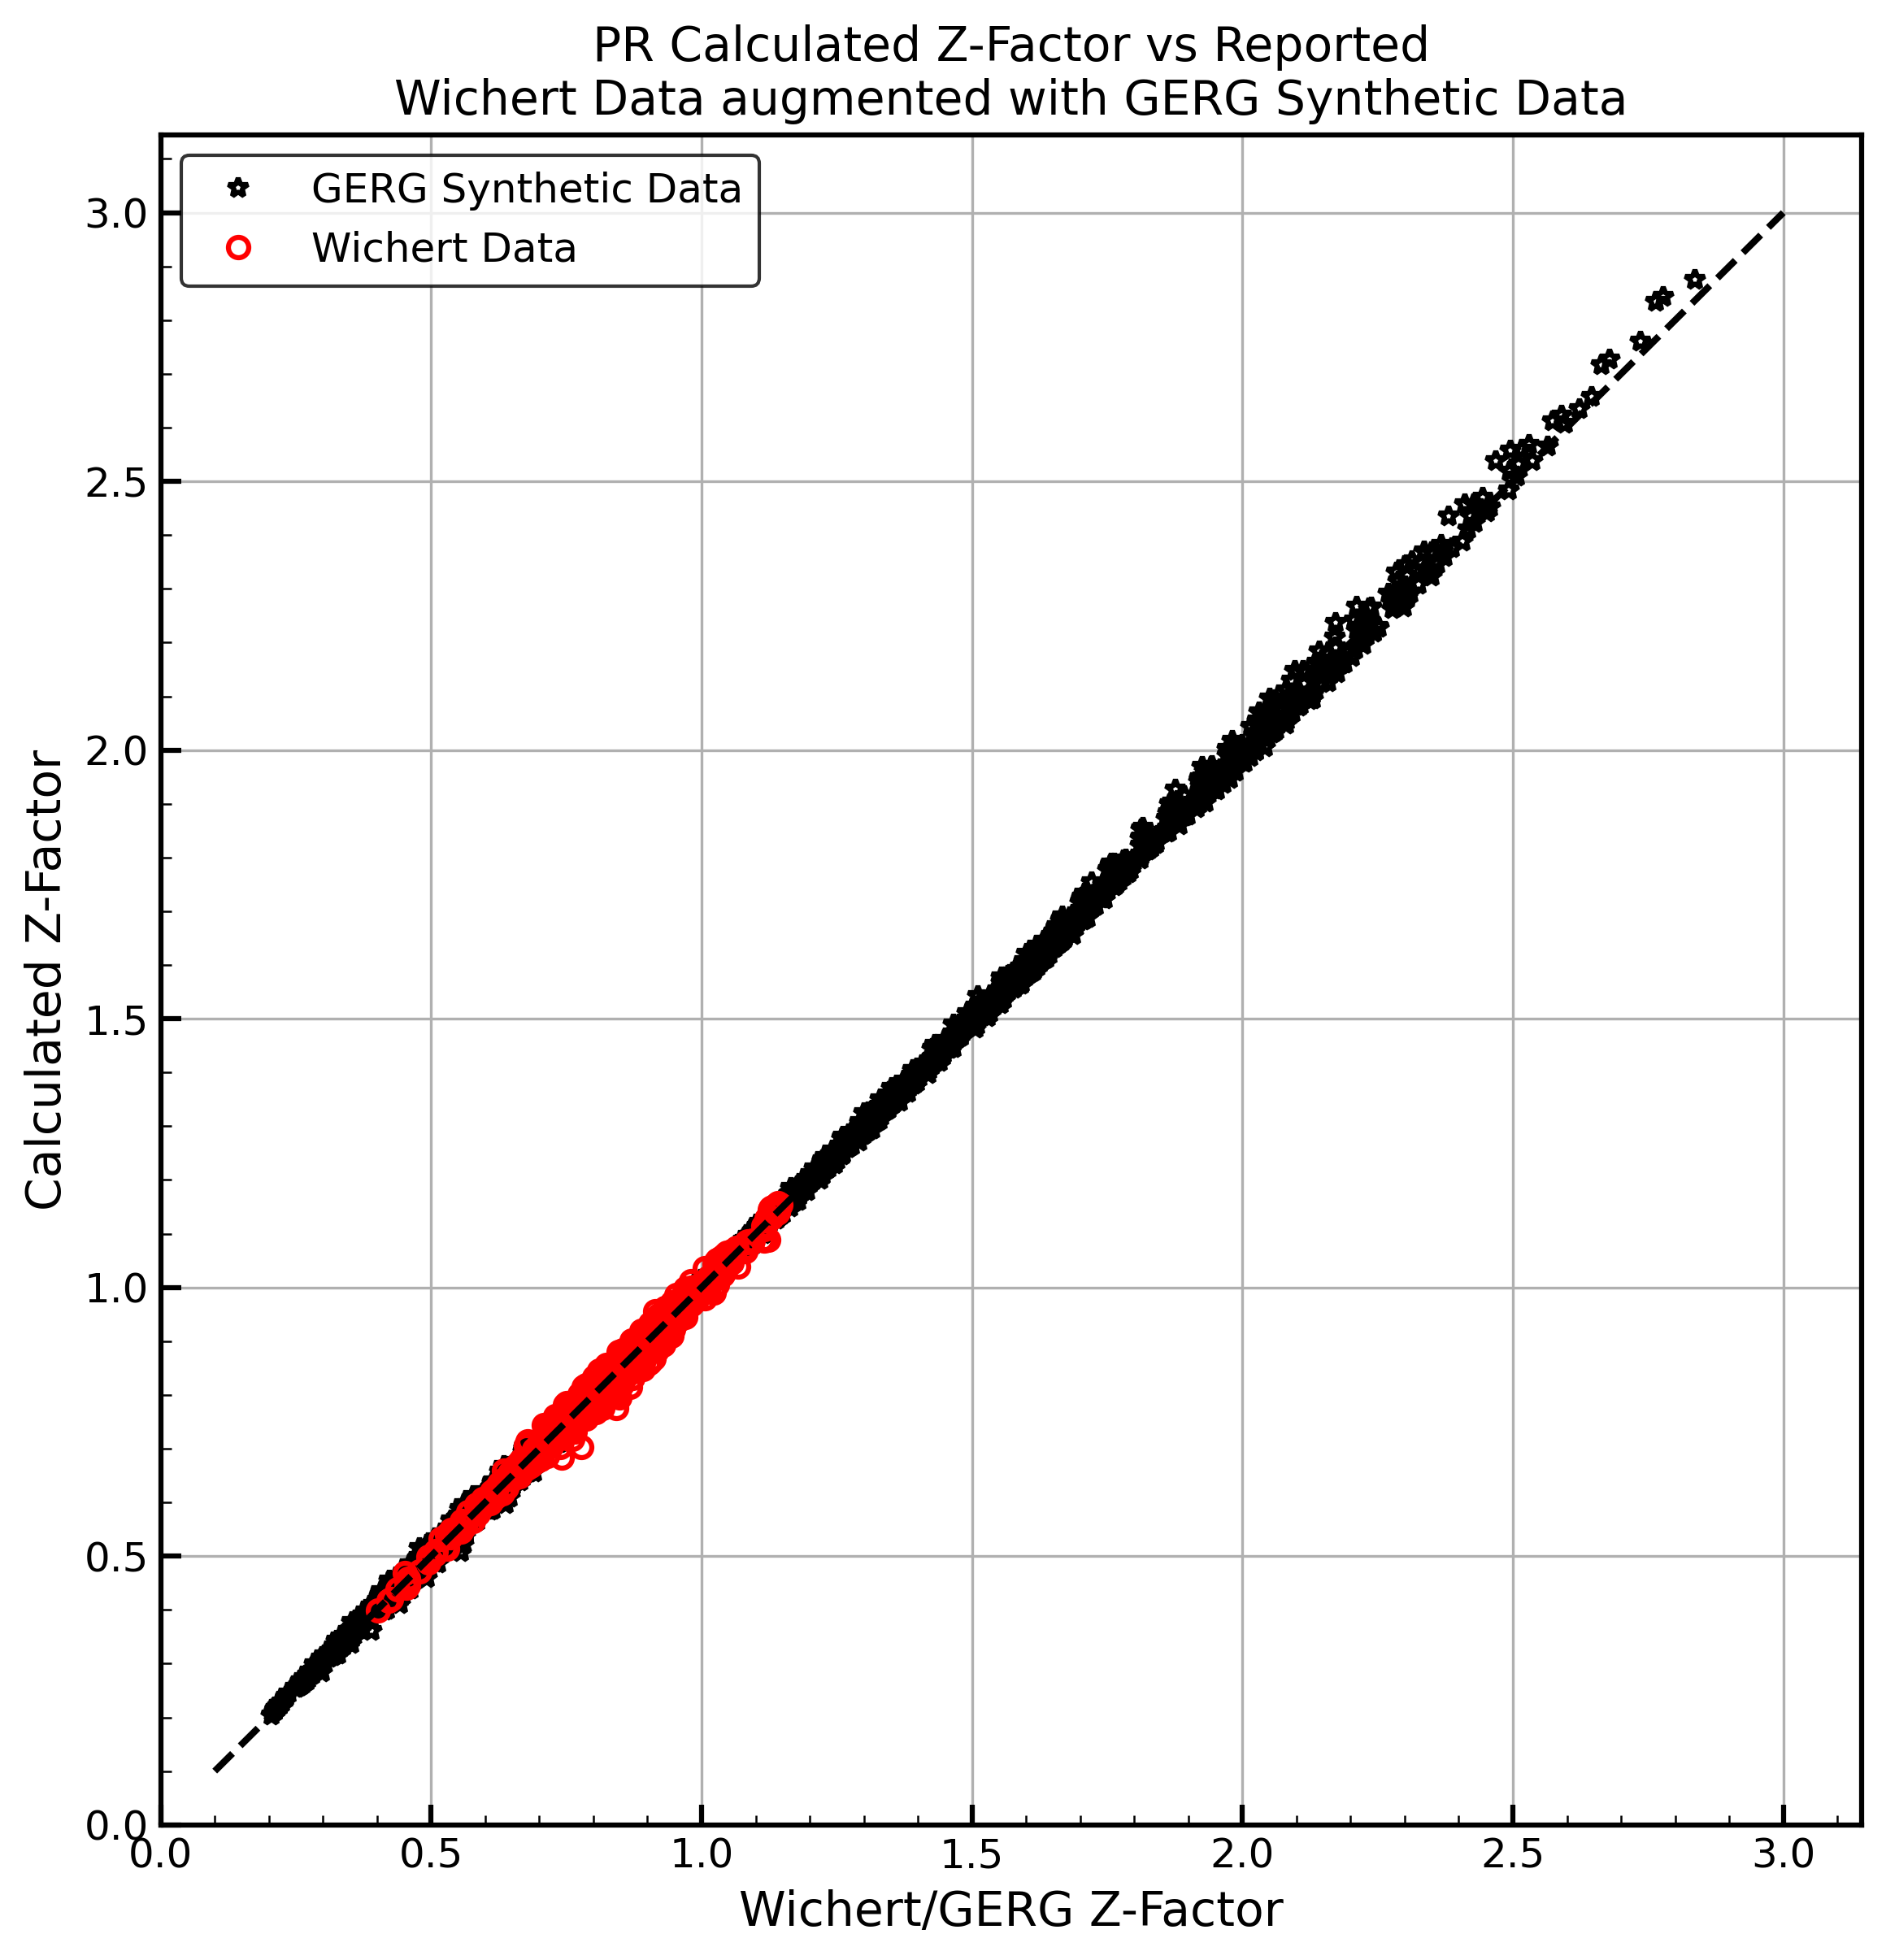 PR Calculated Z-Factor vs Reported
Wichert Data augmented with GERG Synthetic Data
GERG Synthetic Data
Wichert Data
3.0
2.5
2.0
1.5
1.0
0.5
0.0
Calculated Z-Factor
0.0 0.5 1.0 1.5 2.0 2.5 3.0
Wichert/GERG Z-Factor